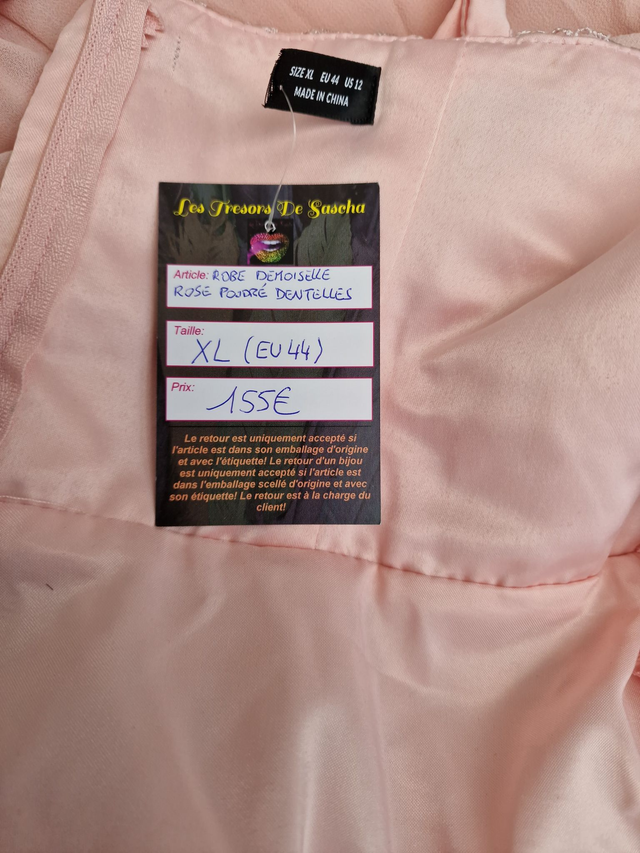 SIZE XL EU 44 US 12
MADE IN CHINA
Les Tresors De Sascha
Article: ROBE DEMOISELLE
ROSE POUDRÉ DENTELLES
Taille:
XL (EU 44)
Prix:
155€
Le retour est uniquement accepté si
l'article est dans son emballage d'origine
et avec l'étiquette! Le retour d'un bijou
est uniquement accepté si l'article est
dans l'emballage scellé d'origine et avec
son étiquette! Le retour est à la charge du
client!